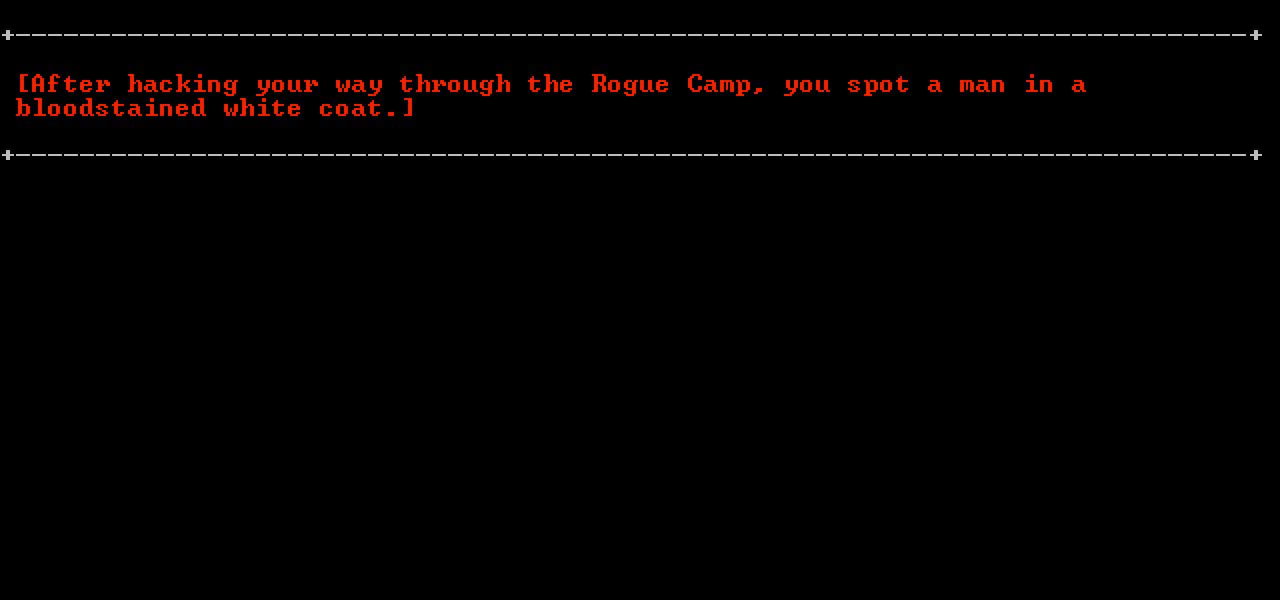 [After hacking your way through the Rogue Camp, you spot a man in a
bloodstained white coat.]